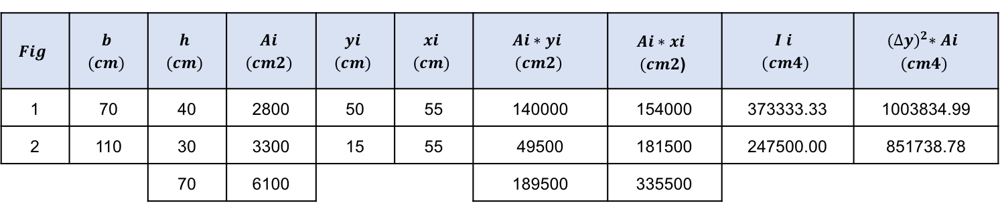 Fig b h Ai yi xi Ai ∗ yi Ai ∗ xi I i (Δy)²∗ Ai
(cm) (cm) (cm2) (cm) (cm) (cm2) (cm2) (cm4) (cm4)
1 70 40 2800 50 55 140000 154000 373333.33 1003834.99
2 110 30 3300 15 55 49500 181500 247500.00 851738.78
70 6100 189500 335500